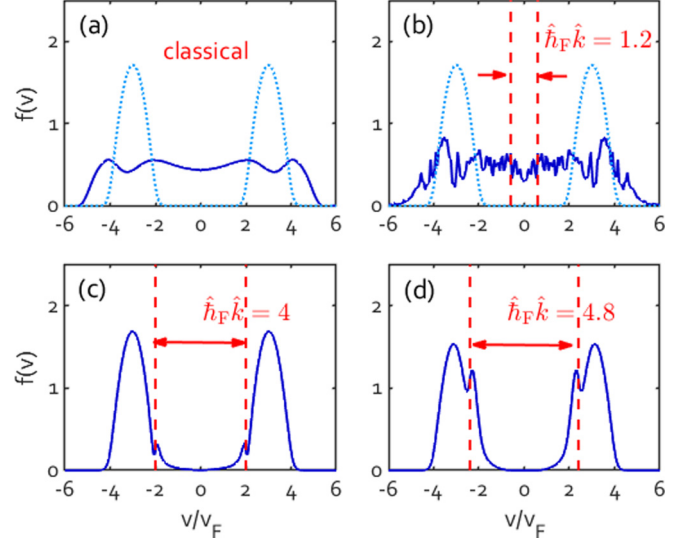 (a)
classical
f(v)
2
1
0
-6 -4 -2 0 2 4 6
(b)
ℏ̂_F k̂ = 1.2
2
1
0
-6 -4 -2 0 2 4 6
(c)
ℏ̂_F k̂ = 4
f(v)
2
1
0
-6 -4 -2 0 2 4 6
v/v_F
(d)
ℏ̂_F k̂ = 4.8
2
1
0
-6 -4 -2 0 2 4 6
v/v_F